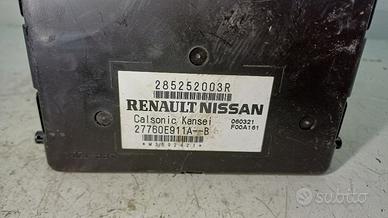 285252003R
RENAULT NISSAN
Calsonic Kansei
060321
27760E911A--B
F00A161
subito